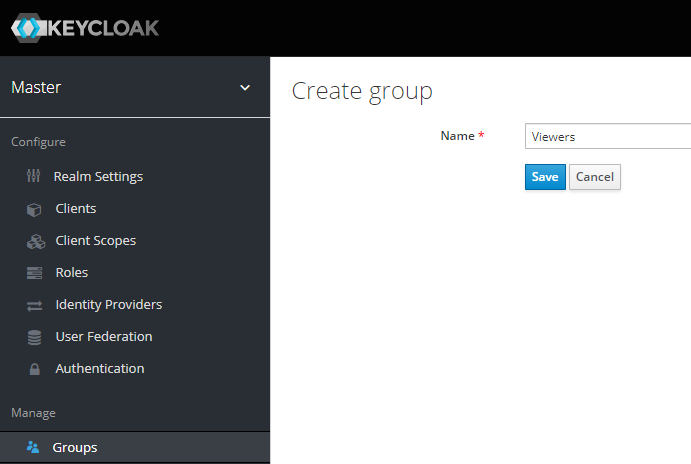 KEYCLOAK
Master
Create group
Name *
Viewers
Save Cancel
Configure
Realm Settings
Clients
Client Scopes
Roles
Identity Providers
User Federation
Authentication
Manage
Groups